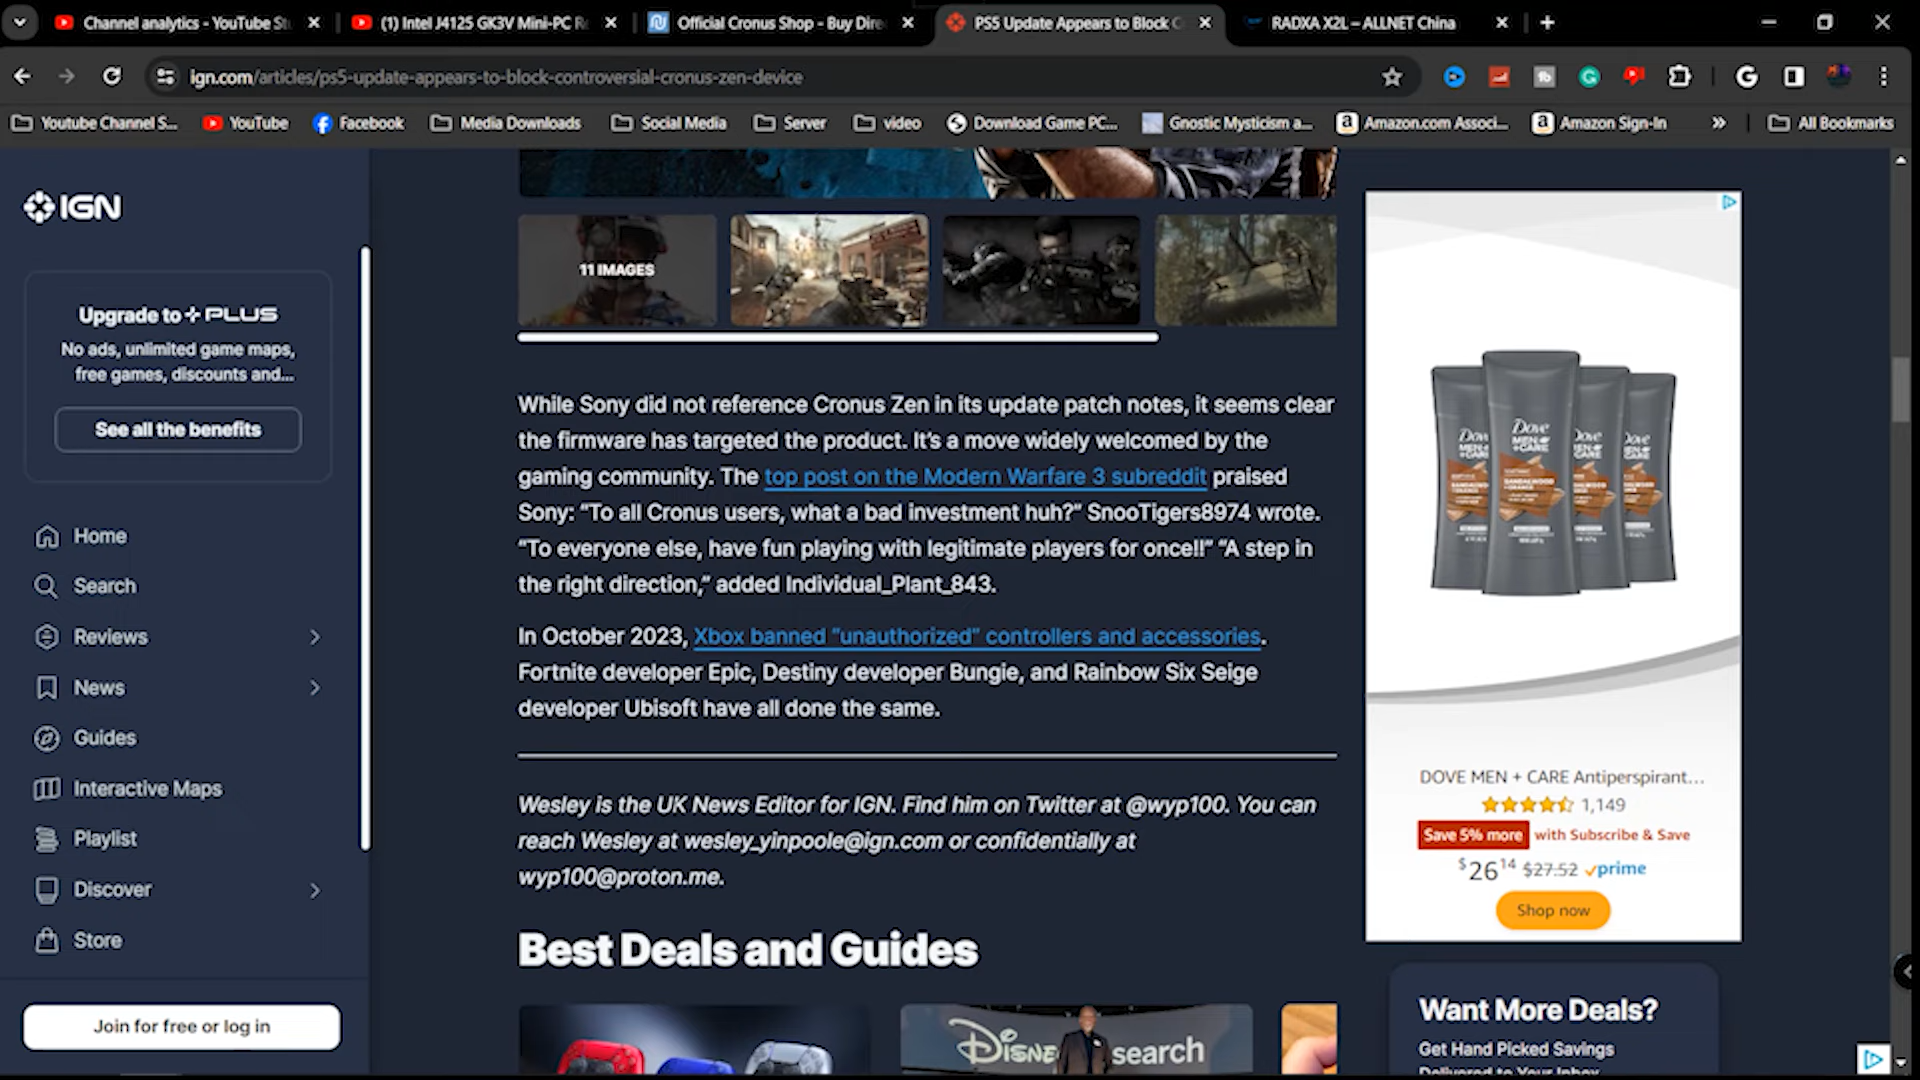 Channel analytics - YouTube St
(1) Intel J4125 GK3V Mini-PC R
Official Cronus Shop - Buy Dire
PS5 Update Appears to Block C
RADXA X2L – ALLNET China
ign.com/articles/ps5-update-appears-to-block-controversial-cronus-zen-device
Youtube Channel S...
YouTube
Facebook
Media Downloads
Social Media
Server
video
Download Game PC...
Gnostic Mysticism a...
Amazon.com Associ...
Amazon Sign-In
All Bookmarks
IGN
Upgrade to + PLUS
No ads, unlimited game maps,
free games, discounts and...
See all the benefits
Home
Search
Reviews
News
Guides
Interactive Maps
Playlist
Discover
Store
Join for free or log in
11 IMAGES
While Sony did not reference Cronus Zen in its update patch notes, it seems clear
the firmware has targeted the product. It’s a move widely welcomed by the
gaming community. The top post on the Modern Warfare 3 subreddit praised
Sony: “To all Cronus users, what a bad investment huh?” SnooTigers8974 wrote.
“To everyone else, have fun playing with legitimate players for once!!” “A step in
the right direction,” added Individual_Plant_843.
In October 2023, Xbox banned “unauthorized” controllers and accessories.
Fortnite developer Epic, Destiny developer Bungie, and Rainbow Six Seige
developer Ubisoft have all done the same.
Wesley is the UK News Editor for IGN. Find him on Twitter at @wyp100. You can
reach Wesley at wesley_yinpoole@ign.com or confidentially at
wyp100@proton.me.
Best Deals and Guides
Disney
search
Dove
MEN
+CARE
DOVE MEN + CARE Antiperspirant...
1,149
Save 5% more with Subscribe & Save
$2614 $27.52 prime
Shop now
Want More Deals?
Get Hand Picked Savings
Delivered to Your Inbox